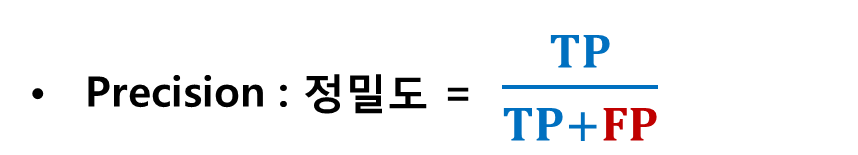 • Precision : 정밀도 = TP / TP+FP